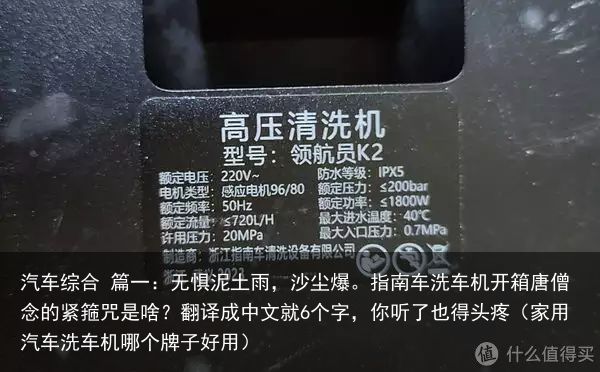 高压清洗机
型号：领航员K2
额定电压：220V~ 防水等级：IPX5
电机类型：感应电机96/80 额定压力：≤200bar
额定频率：50Hz 额定功率：≤1800W
额定流量：≤720L/H 最大进水温度：40℃
许用压力：20MPa 最大入口压力：0.7MPa
制造商：浙江指南车清洗设备有限公司
汽车综合 篇一：无惧泥土雨，沙尘爆。指南车洗车机开箱唐僧
念的紧箍咒是啥？翻译成中文就6个字，你听了也得头疼（家用
汽车洗车机哪个牌子好用）
值 什么值得买